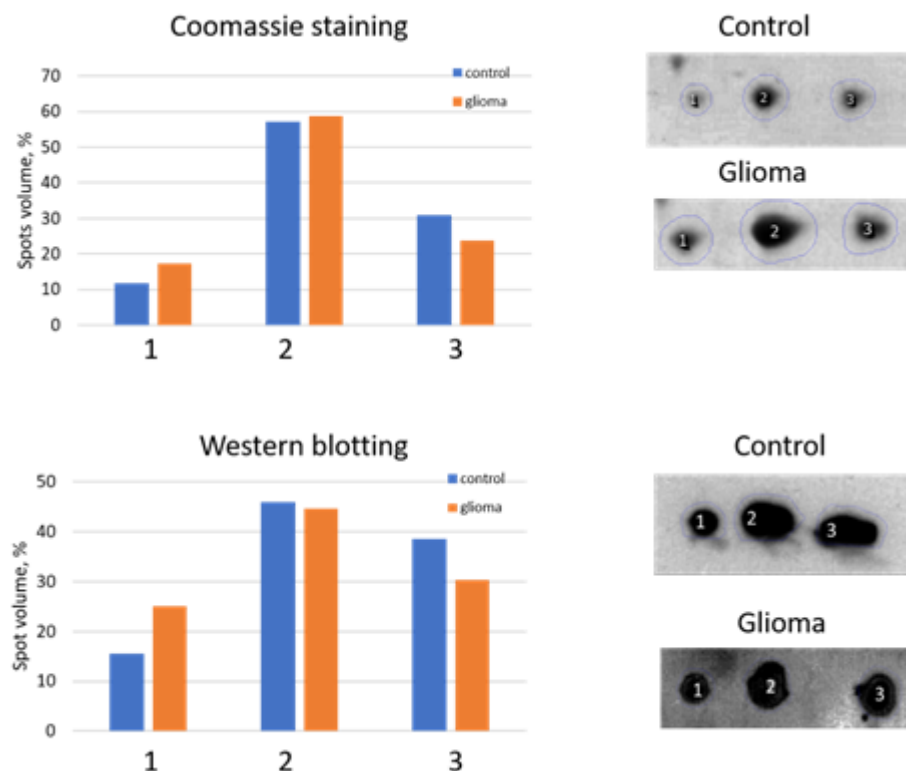 Coomassie staining
70
60
50
40
30
20
10
0
Spots volume, %
control
glioma
1 2 3
Control
1 2 3
Glioma
1 2 3
Western blotting
50
40
30
20
10
0
Spot volume, %
control
glioma
1 2 3
Control
1 2 3
Glioma
1 2 3